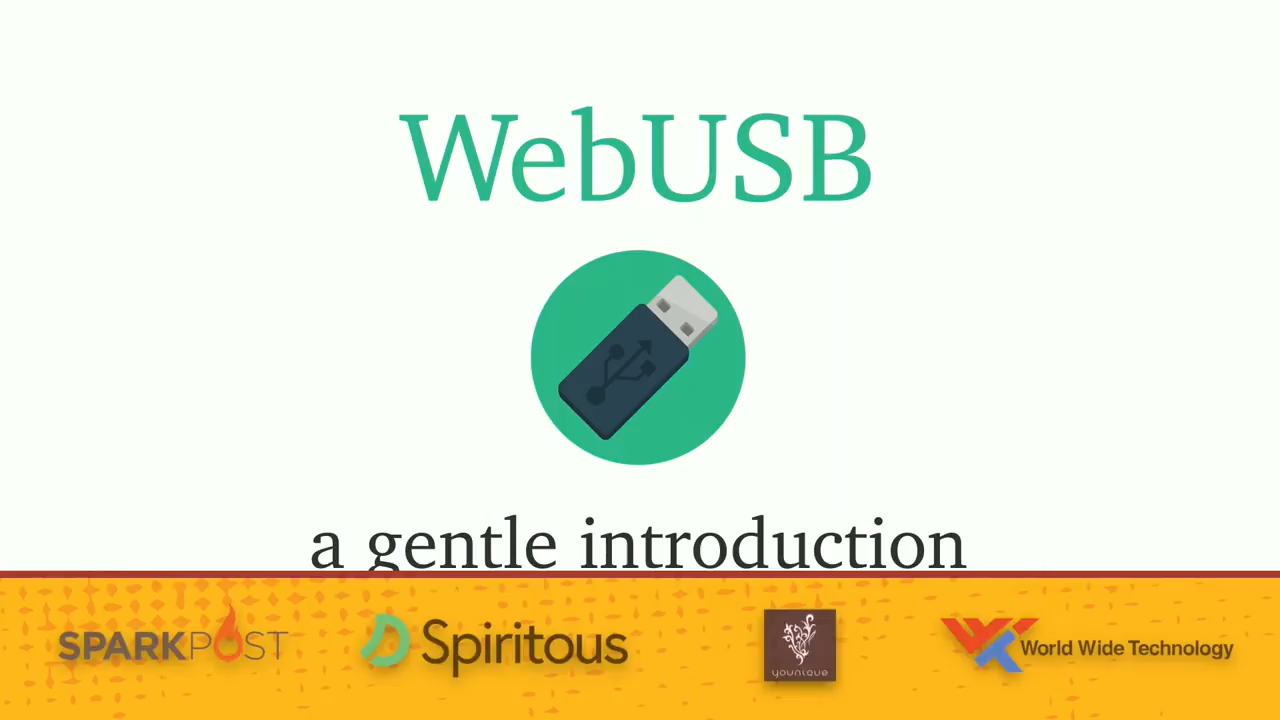 WebUSB
a gentle introduction
SPARKPOST
Spiritous
younique
World Wide Technology